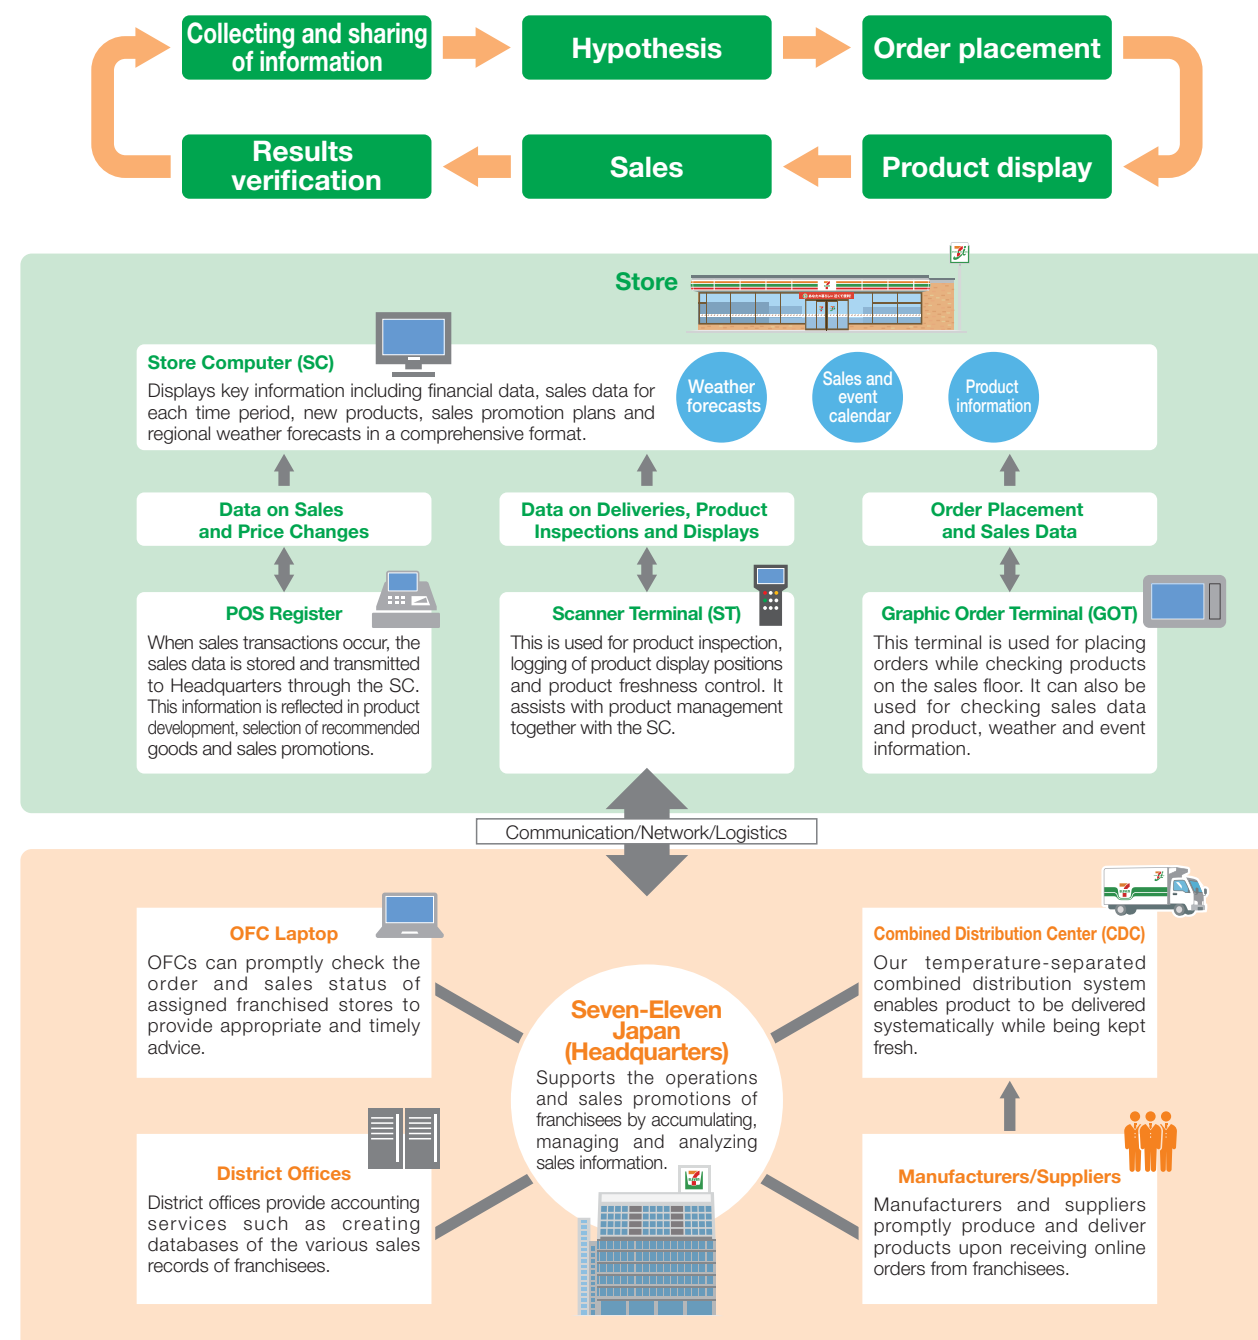 Collecting and sharing
of information
Hypothesis
Order placement
Results
verification
Sales
Product display
Store
Store Computer (SC)
Displays key information including financial data, sales data for
each time period, new products, sales promotion plans and
regional weather forecasts in a comprehensive format.
Weather
forecasts
Sales and
event
calendar
Product
information
Data on Sales
and Price Changes
Data on Deliveries, Product
Inspections and Displays
Order Placement
and Sales Data
POS Register
When sales transactions occur, the
sales data is stored and transmitted
to Headquarters through the SC.
This information is reflected in product
development, selection of recommended
goods and sales promotions.
Scanner Terminal (ST)
This is used for product inspection,
logging of product display positions
and product freshness control. It
assists with product management
together with the SC.
Graphic Order Terminal (GOT)
This terminal is used for placing
orders while checking products
on the sales floor. It can also be
used for checking sales data
and product, weather and event
information.
Communication/Network/Logistics
OFC Laptop
OFCs can promptly check the
order and sales status of
assigned franchised stores to
provide appropriate and timely
advice.
Combined Distribution Center (CDC)
Our temperature-separated
combined distribution system
enables product to be delivered
systematically while being kept
fresh.
Seven-Eleven
Japan
(Headquarters)
Supports the operations
and sales promotions of
franchisees by accumulating,
managing and analyzing
sales information.
District Offices
District offices provide accounting
services such as creating
databases of the various sales
records of franchisees.
Manufacturers/Suppliers
Manufacturers and suppliers
promptly produce and deliver
products upon receiving online
orders from franchisees.